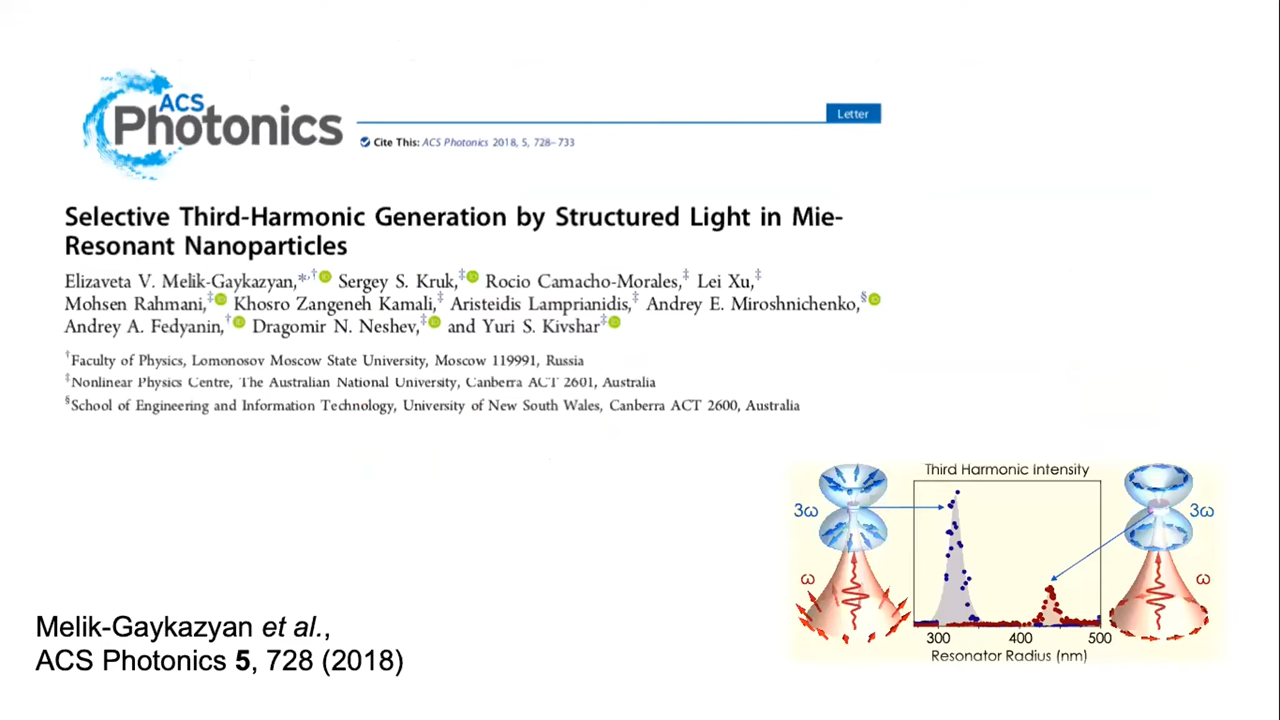 ACS
Photonics
Letter
Cite This: ACS Photonics 2018, 5, 728−733
Selective Third-Harmonic Generation by Structured Light in Mie-
Resonant Nanoparticles
Elizaveta V. Melik-Gaykazyan,*,† Sergey S. Kruk,‡ Rocio Camacho-Morales,‡ Lei Xu,‡
Mohsen Rahmani,‡ Khosro Zangeneh Kamali,‡ Aristeidis Lamprianidis,‡ Andrey E. Miroshnichenko,§
Andrey A. Fedyanin,† Dragomir N. Neshev,‡ and Yuri S. Kivshar‡
†Faculty of Physics, Lomonosov Moscow State University, Moscow 119991, Russia
‡Nonlinear Physics Centre, The Australian National University, Canberra ACT 2601, Australia
§School of Engineering and Information Technology, University of New South Wales, Canberra ACT 2600, Australia
Third Harmonic Intensity
3ω
3ω
ω
ω
300 400 500
Resonator Radius (nm)
Melik-Gaykazyan et al.,
ACS Photonics 5, 728 (2018)